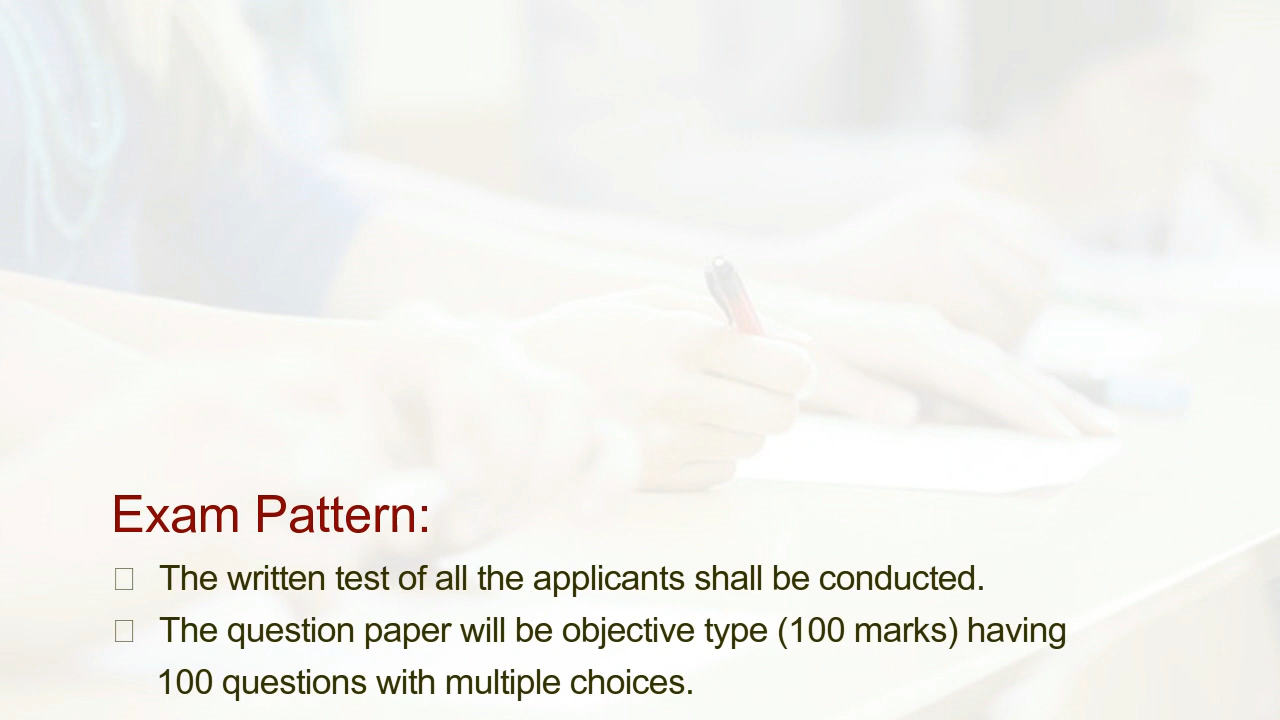 Exam Pattern:
□ The written test of all the applicants shall be conducted.
□ The question paper will be objective type (100 marks) having
100 questions with multiple choices.